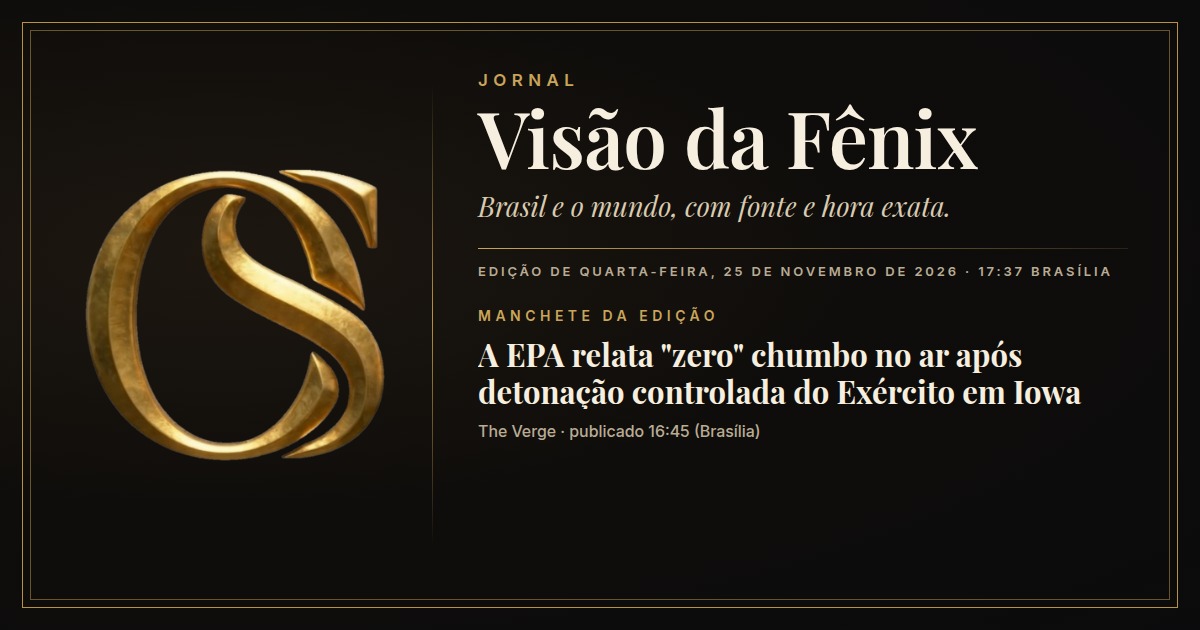 JORNAL
Visão da Fênix
Brasil e o mundo, com fonte e hora exata.
EDIÇÃO DE QUARTA-FEIRA, 25 DE NOVEMBRO DE 2026 · 17:37 BRASÍLIA
MANCHETE DA EDIÇÃO
A EPA relata "zero" chumbo no ar após
detonação controlada do Exército em Iowa
The Verge · publicado 16:45 (Brasília)